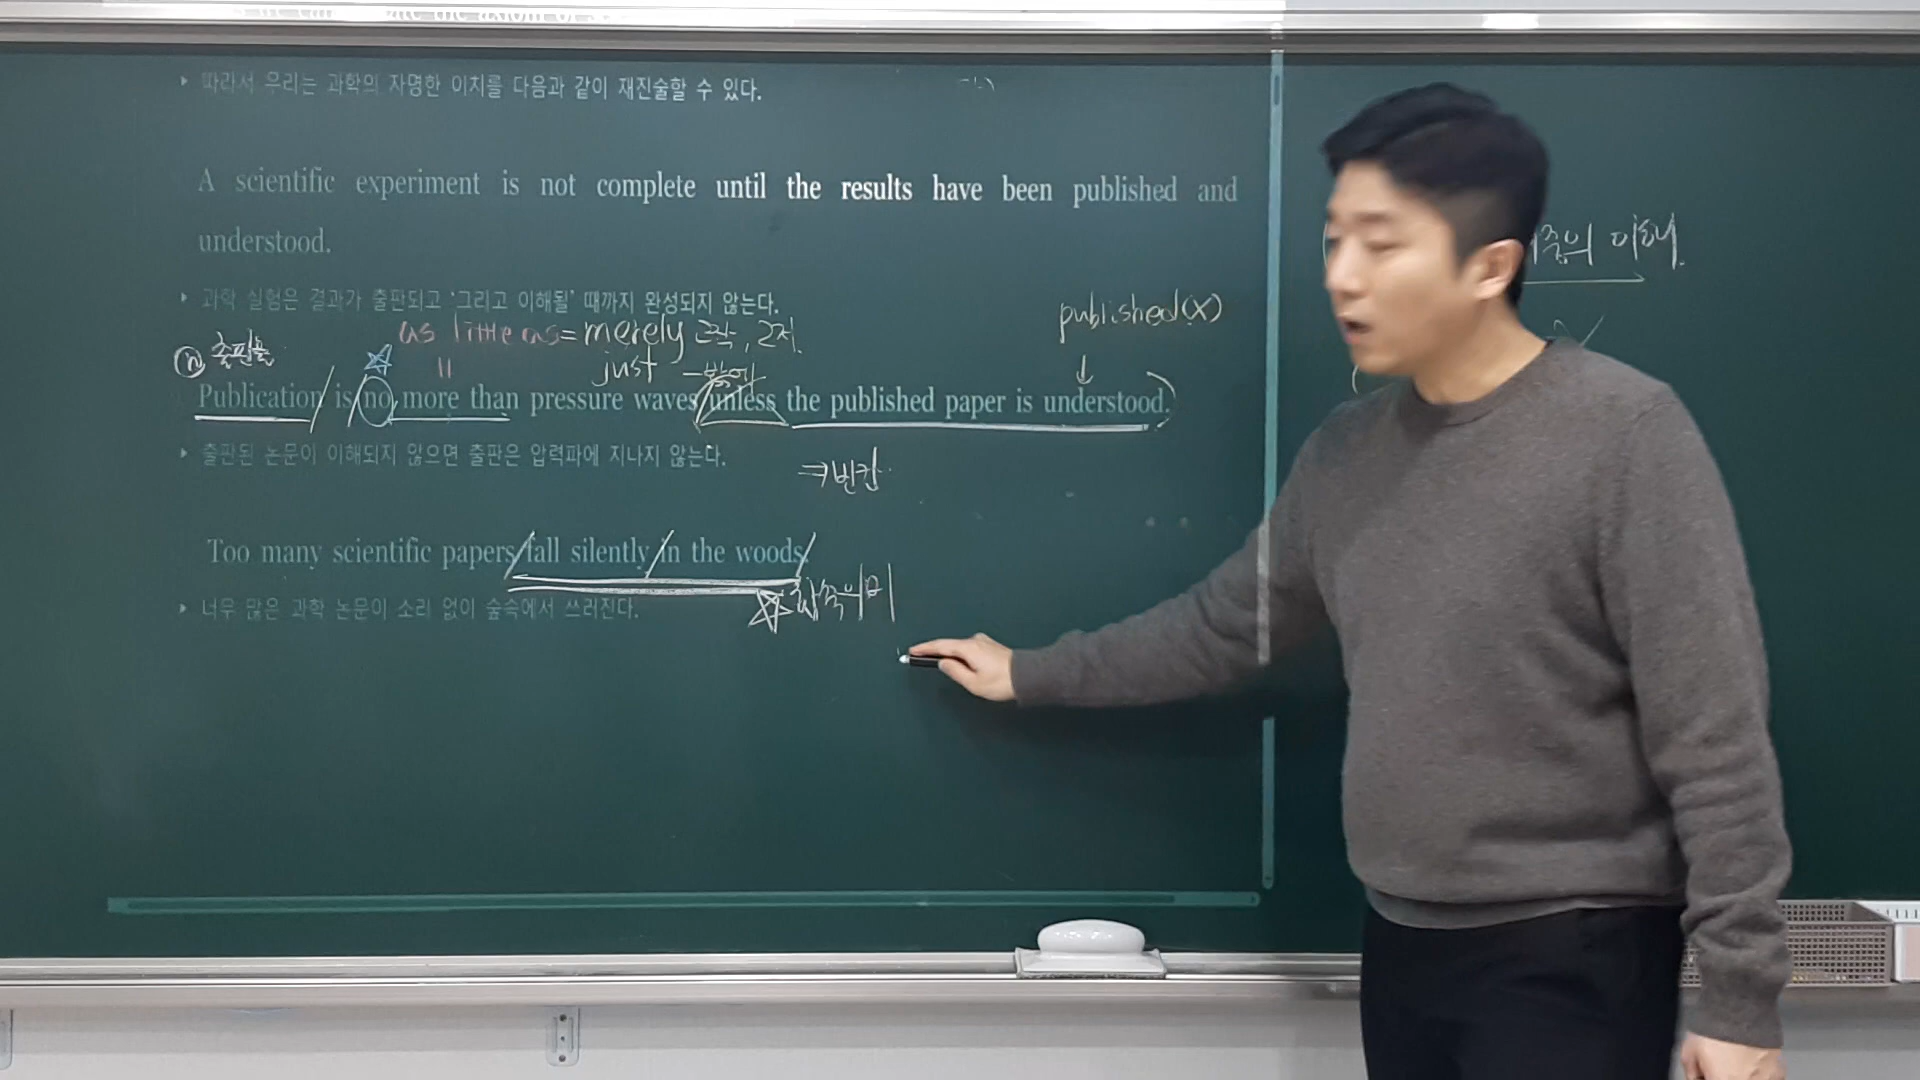 따라서 우리는 과학의 자명한 이치를 다음과 같이 재진술할 수 있다.
A scientific experiment is not complete until the results have been published and
understood.
과학 실험은 결과가 출판되고 '그리고 이해될' 때까지 완성되지 않는다.
published(x)
as little as = merely 고작, 겨우
just
Publication is no more than pressure waves unless the published paper is understood.
출판된 논문이 이해되지 않으면 출판은 압력파에 지나지 않는다.
⇒ 빈칸
Too many scientific papers fall silently in the woods.
함축의미
너무 많은 과학 논문이 소리 없이 숲속에서 쓰러진다.